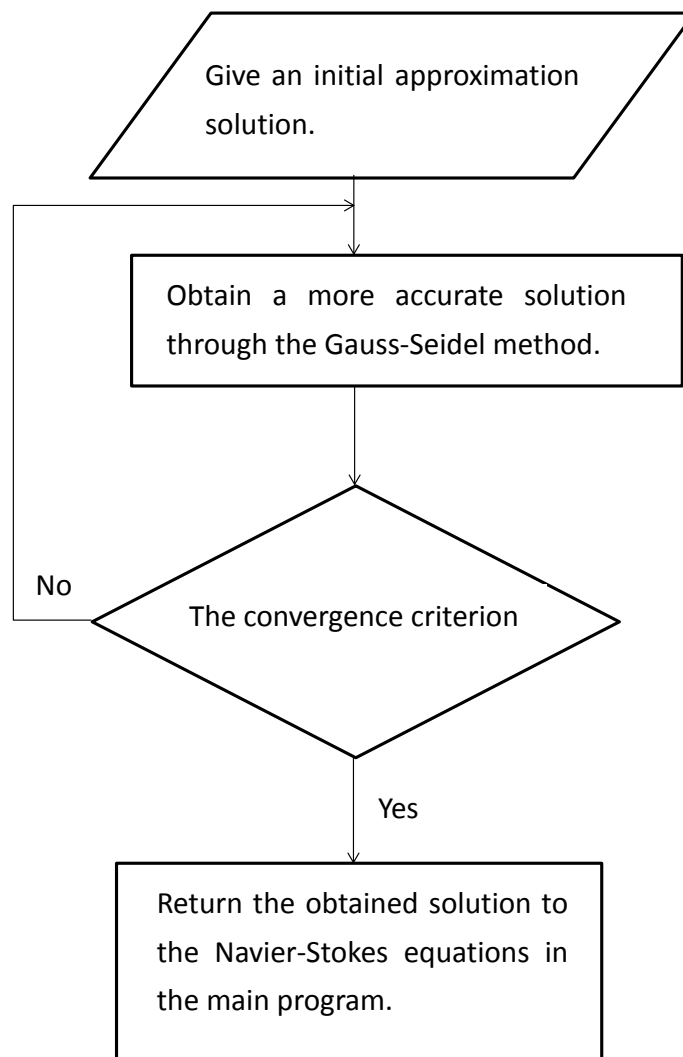 Give an initial approximation
solution.
Obtain a more accurate solution
through the Gauss-Seidel method.
No
The convergence criterion
Yes
Return the obtained solution to
the Navier-Stokes equations in
the main program.